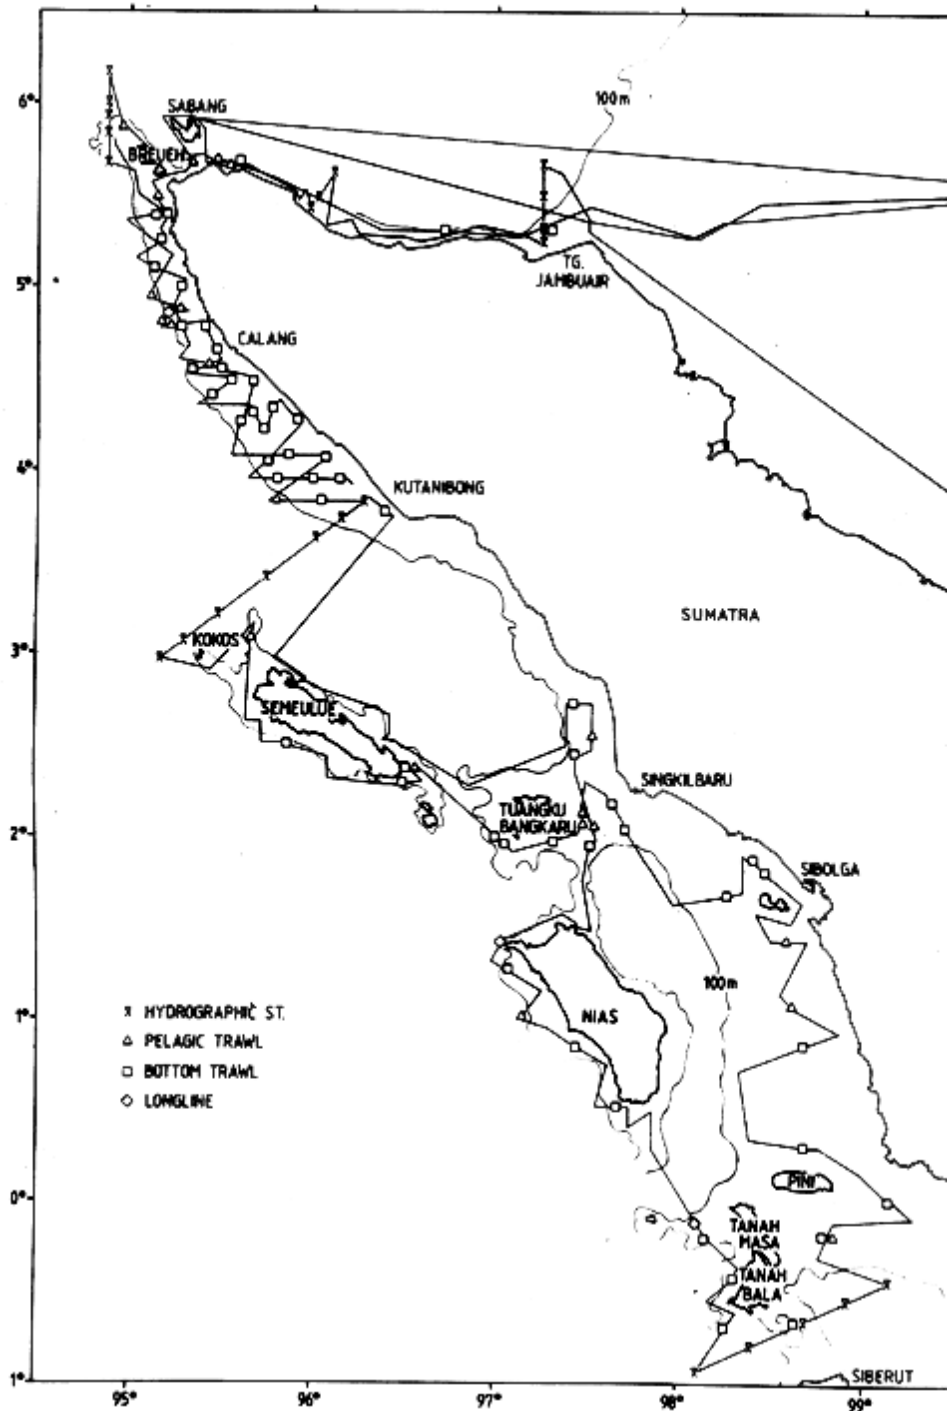 6°
SABANG
100m
BREUEH
5°
TG.
JAMBUAIR
CALANG
4°
KUTANIBONG
SUMATRA
3°
KOKOS
SEMEULUE
SINGKILBARU
2°
TUANGKU
BANGKARU
SIBOLGA
100m
1°
NIAS
HYDROGRAPHIC ST.
PELAGIC TRAWL
BOTTOM TRAWL
LONGLINE
0°
PINI
TANAH
MASA
TANAH
BALA
1°
SIBERUT
95° 96° 97° 98° 99°